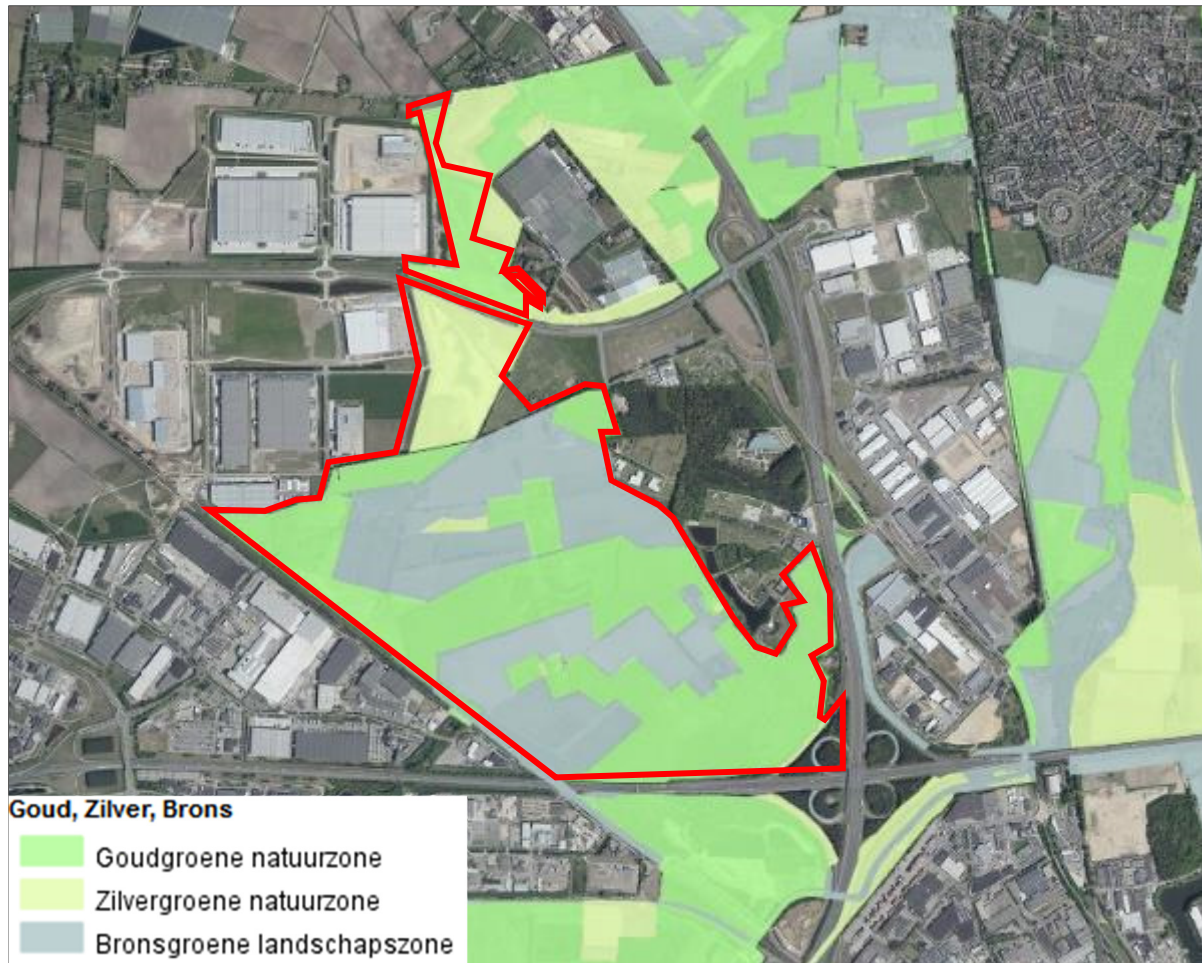 Goud, Zilver, Brons
Goudgroene natuurzone
Zilvergroene natuurzone
Bronsgroene landschapszone